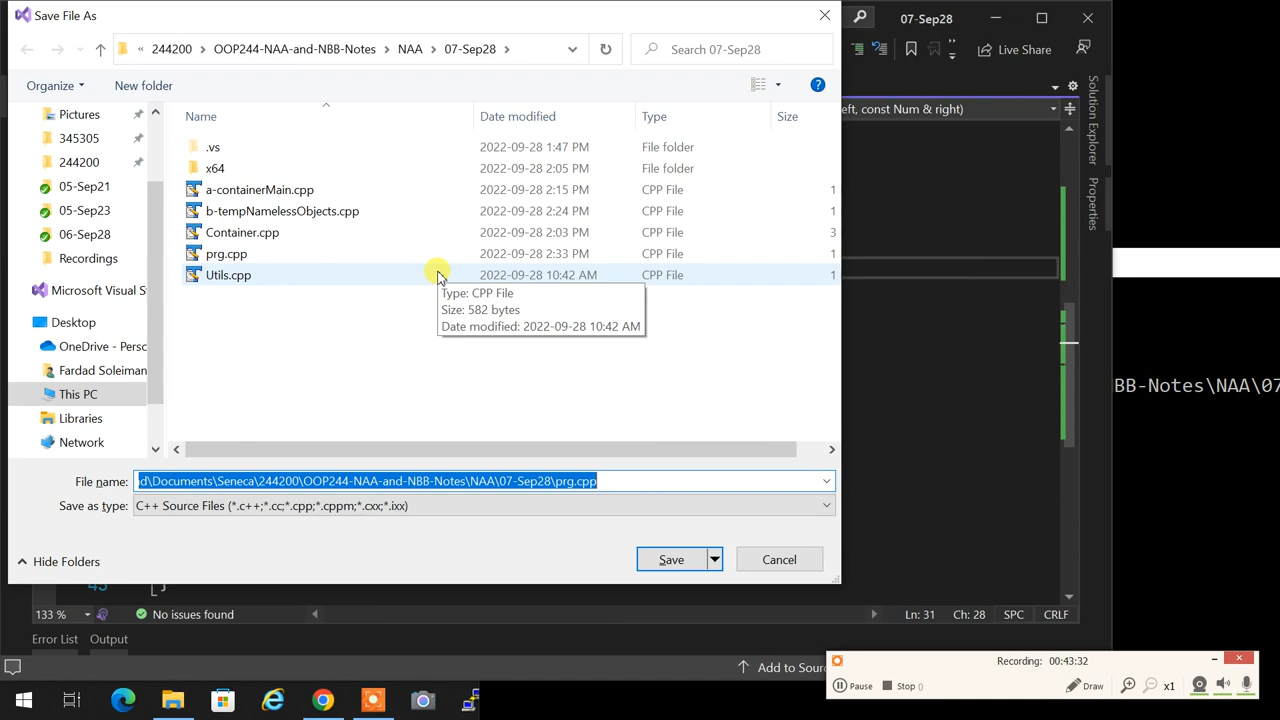 Save File As
07-Sep28
« 244200 > OOP244-NAA-and-NBB-Notes > NAA > 07-Sep28 >
Search 07-Sep28
Live Share
Organize
New folder
eft, const Num & right)
Name Date modified Type Size
Pictures
345305
244200
05-Sep21
05-Sep23
06-Sep28
Recordings
Microsoft Visual S
Desktop
OneDrive - Perso
Fardad Soleiman
This PC
Libraries
Network
.vs 2022-09-28 1:47 PM File folder
x64 2022-09-28 2:05 PM File folder
a-containerMain.cpp 2022-09-28 2:15 PM CPP File 1
b-tempNamelessObjects.cpp 2022-09-28 2:24 PM CPP File 1
Container.cpp 2022-09-28 2:03 PM CPP File 3
prg.cpp 2022-09-28 2:33 PM CPP File 1
Utils.cpp 2022-09-28 10:42 AM CPP File 1
Type: CPP File
Size: 582 bytes
Date modified: 2022-09-28 10:42 AM
Solution Explorer
Properties
BB-Notes\NAA\07
File name: d\Documents\Seneca\244200\OOP244-NAA-and-NBB-Notes\NAA\07-Sep28\prg.cpp
Save as type: C++ Source Files (*.c++;*.cc;*.cpp;*.cppm;*.cxx;*.ixx)
Hide Folders
Save
Cancel
}
133 %
No issues found
Ln: 31 Ch: 28 SPC CRLF
Error List Output
Add to Sour
Recording: 00:43:32
Pause
Stop ()
Draw
x1